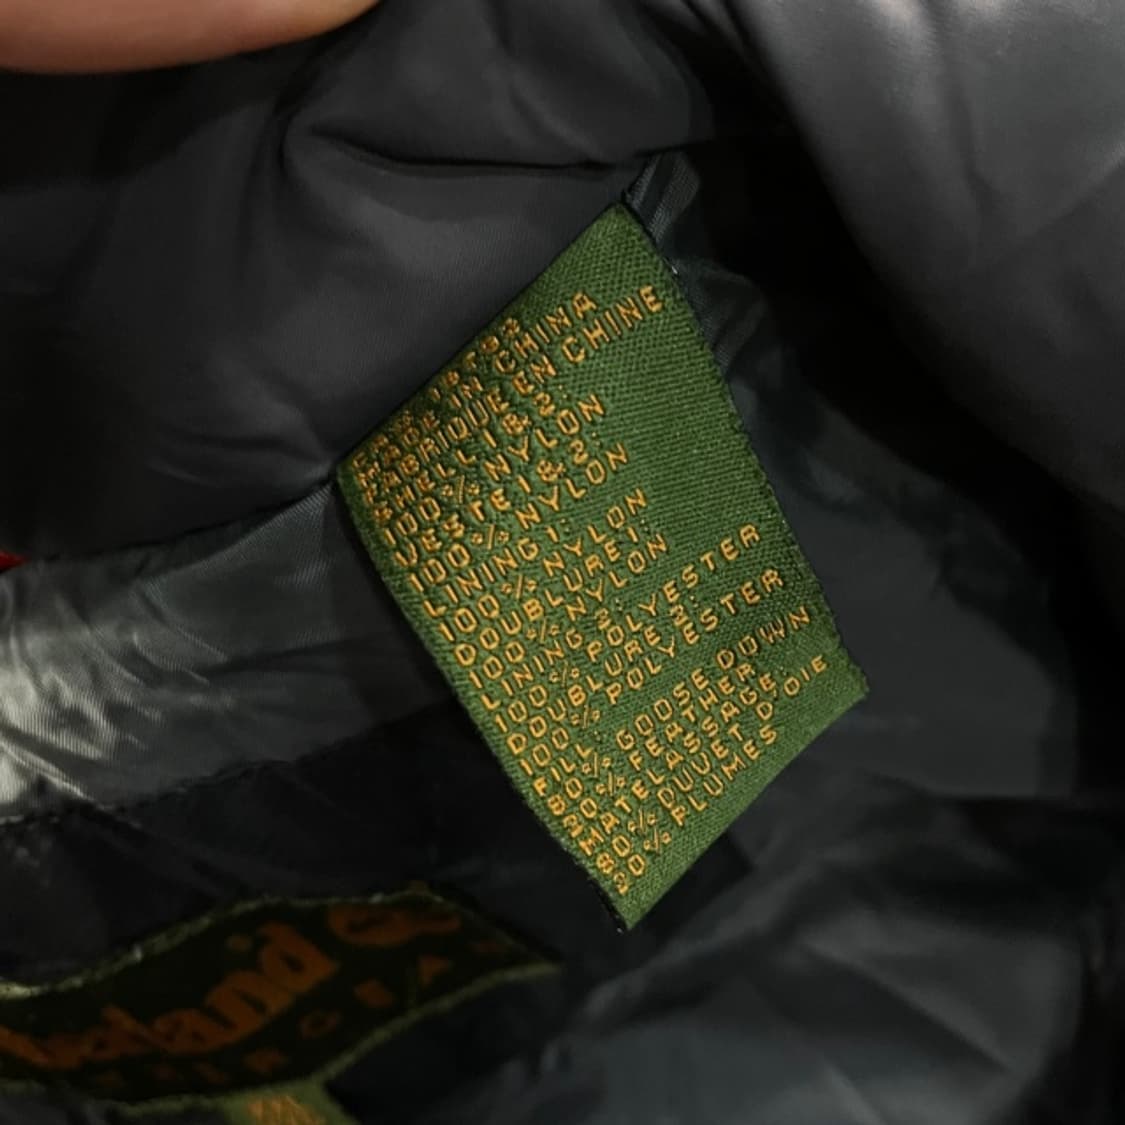 MADE IN CHINA
FABRIQUE EN CHINE
SHELL 1 & 2:
100% NYLON
VESTE 1 & 2:
100% NYLON
LINING 1:
100% NYLON
DOUBLURE 1:
100% NYLON
LINING 2:
100% POLYESTER
DOUBLURE 2:
100% POLYESTER
FILL:
% GOOSE DOWN
% FEATHER
MATELASSAGE:
80% DUVET D'OIE
% PLUMES